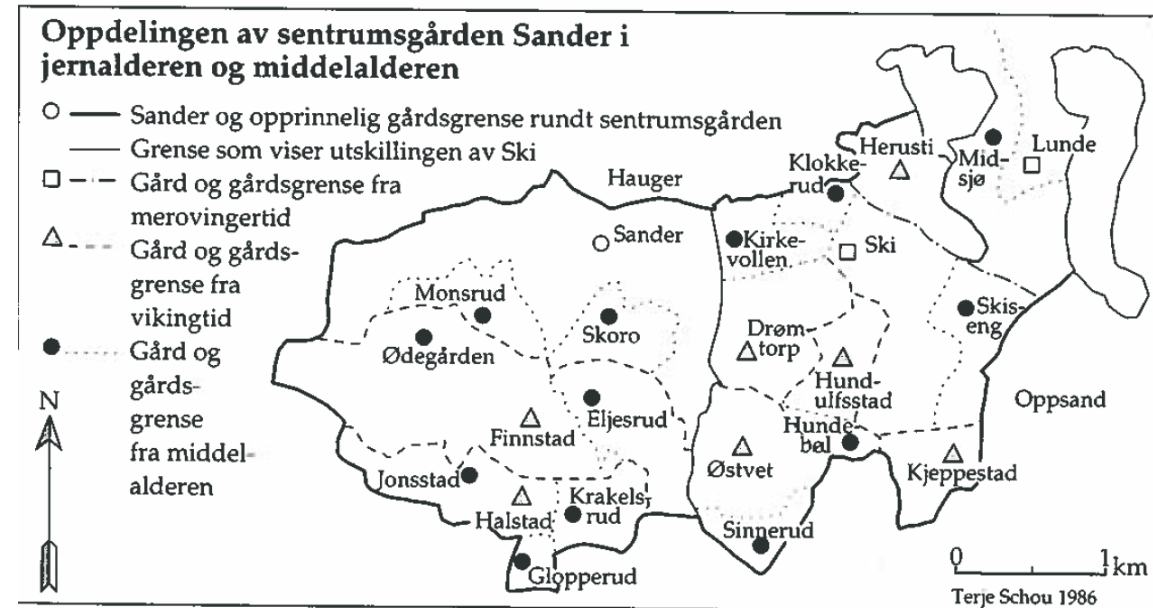 Oppdelingen av sentrumsgården Sander i
jernalderen og middelalderen
Sander og opprinnelig gårdsgrense rundt sentrumsgården
Grense som viser utskillingen av Ski
Gård og gårdsgrense fra
merovingertid
Gård og gårds-
grense fra
vikingtid
Gård og
gårds-
grense
fra middel-
alderen
N
Hauger
Sander
Monsrud
Ødegården
Skoro
Eljesrud
Finnstad
Jonsstad
Halstad
Krakels-
rud
Glopperud
Klokke-
rud
Herusti
Mid-
sjø
Lunde
Kirke-
vollen
Ski
Skis-
eng
Drøm-
torp
Hund-
ulfsstad
Oppsand
Hunde
bøl
Østvet
Kjeppestad
Sinnerud
0 1 km
Terje Schou 1986